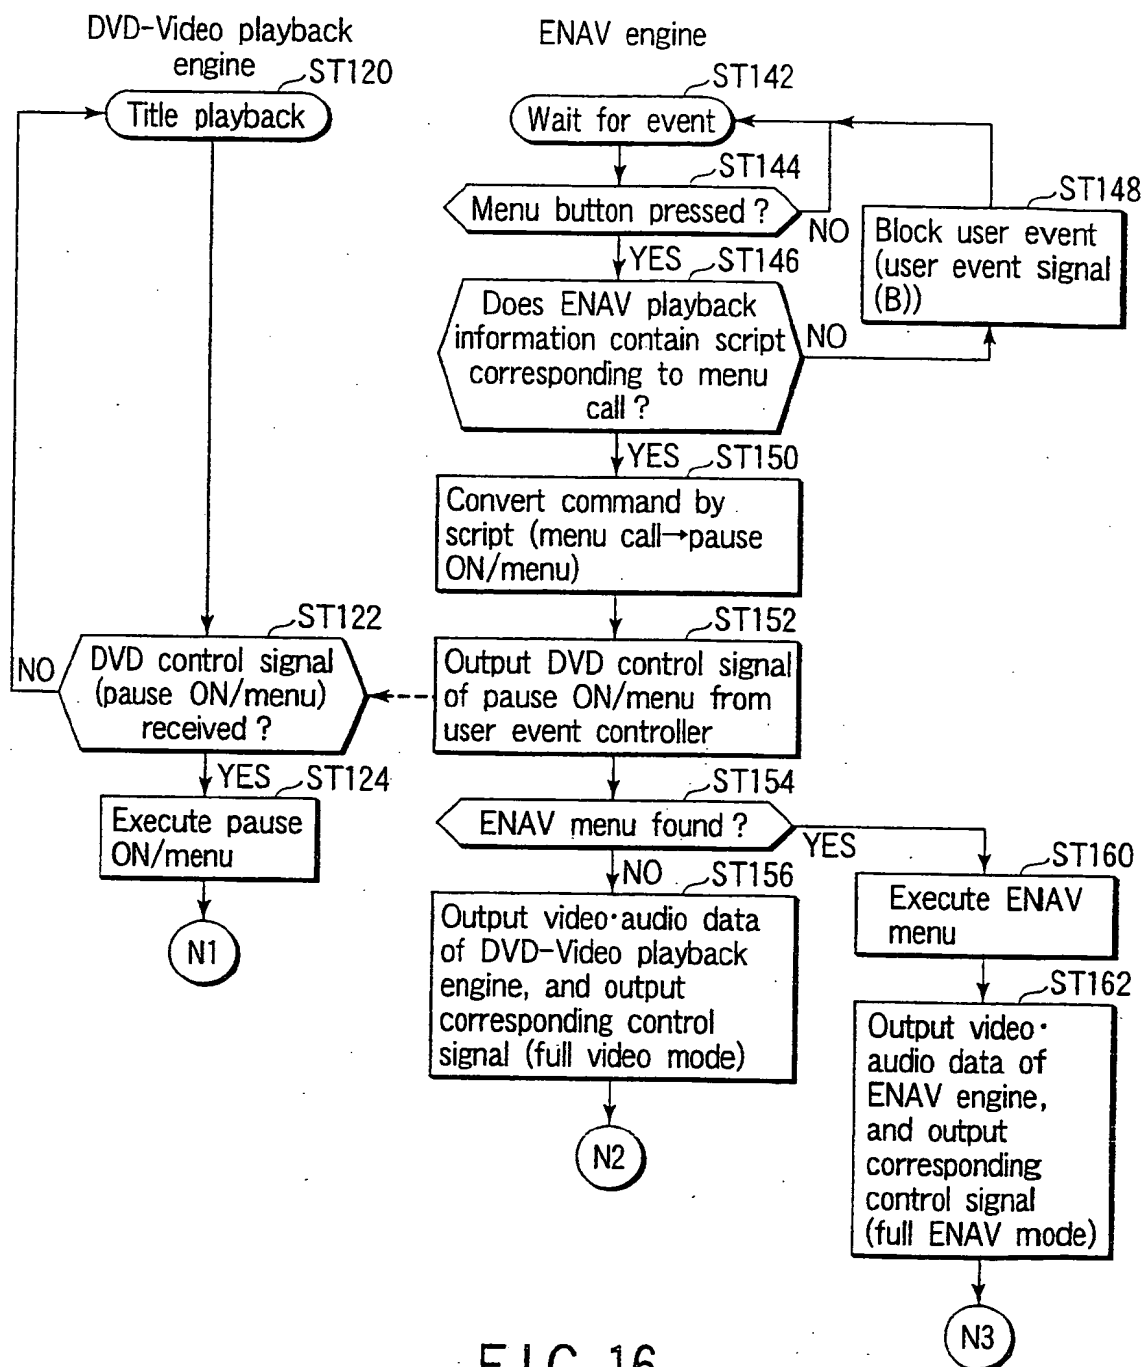 DVD-Video playback
engine
ST120
Title playback
ENAV engine
ST142
Wait for event
ST144
Menu button pressed?
NO
ST148
Block user event
(user event signal
(B))
YES
ST146
Does ENAV playback
information contain script
corresponding to menu
call?
NO
YES
ST150
Convert command by
script (menu call→pause
ON/menu)
ST122
DVD control signal
(pause ON/menu)
received?
NO
ST152
Output DVD control signal
of pause ON/menu from
user event controller
YES
ST124
Execute pause
ON/menu
N1
ST154
ENAV menu found?
YES
NO
ST156
Output video·audio data
of DVD-Video playback
engine, and output
corresponding control
signal (full video mode)
N2
ST160
Execute ENAV
menu
ST162
Output video·
audio data of
ENAV engine,
and output
corresponding
control signal
(full ENAV mode)
N3
FIG. 16